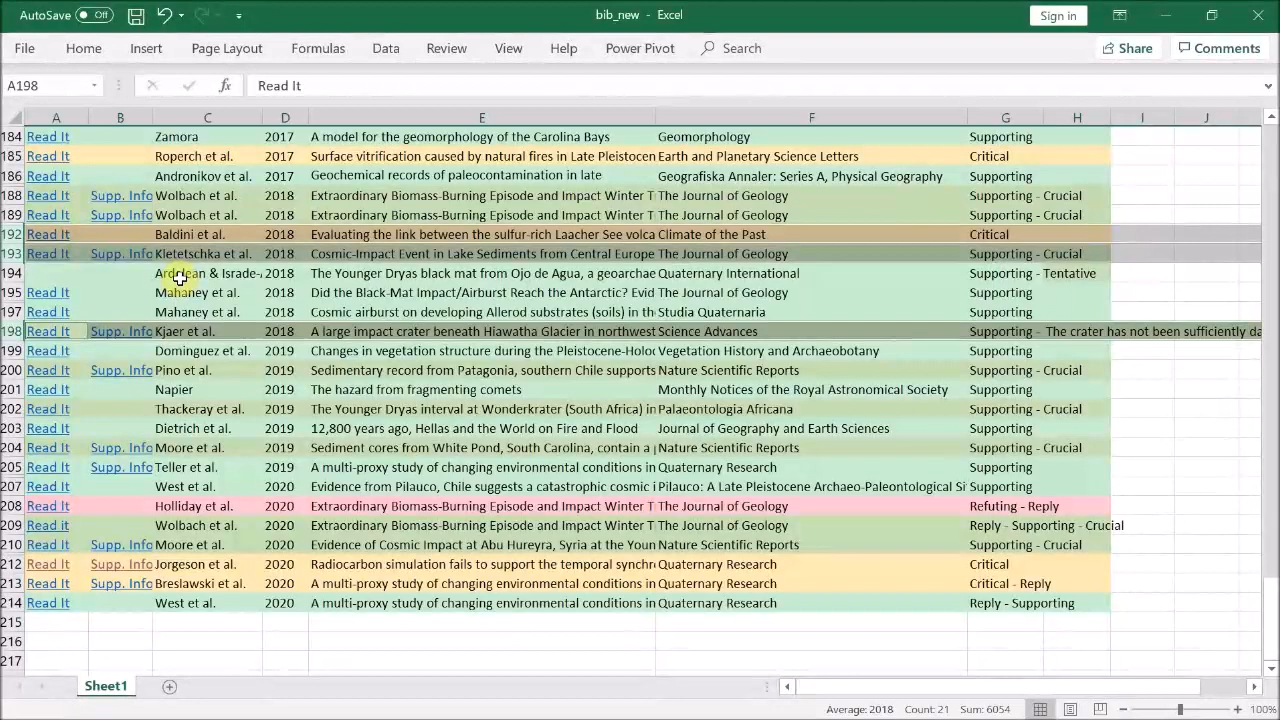 AutoSave Off bib_new - Excel Sign in
File Home Insert Page Layout Formulas Data Review View Help Power Pivot Search Share Comments
A198 fx Read It
A B C D E F G H I J
184 Read It Zamora 2017 A model for the geomorphology of the Carolina Bays Geomorphology Supporting
185 Read It Roperch et al. 2017 Surface vitrification caused by natural fires in Late Pleistocen Earth and Planetary Science Letters Critical
186 Read It Andronikov et al. 2017 Geochemical records of paleocontamination in late Geografiska Annaler: Series A, Physical Geography Supporting
188 Read It Supp. Info Wolbach et al. 2018 Extraordinary Biomass-Burning Episode and Impact Winter T The Journal of Geology Supporting - Crucial
189 Read It Supp. Info Wolbach et al. 2018 Extraordinary Biomass-Burning Episode and Impact Winter T The Journal of Geology Supporting - Crucial
192 Read It Baldini et al. 2018 Evaluating the link between the sulfur-rich Laacher See volca Climate of the Past Critical
193 Read It Supp. Info Kletetschka et al. 2018 Cosmic-Impact Event in Lake Sediments from Central Europe The Journal of Geology Supporting - Crucial
194 & Israde- 2018 The Younger Dryas black mat from Ojo de Agua, a geoarchae Quaternary International Supporting - Tentative
195 Read It Mahaney et al. 2018 Did the Black-Mat Impact/Airburst Reach the Antarctic? Evid The Journal of Geology Supporting
197 Read It Mahaney et al. 2018 Cosmic airburst on developing Allerod substrates (soils) in th Studia Quaternaria Supporting
198 Read It Supp. Info Kjaer et al. 2018 A large impact crater beneath Hiawatha Glacier in northwest Science Advances Supporting - The crater has not been sufficiently da
199 Read It Dominguez et al. 2019 Changes in vegetation structure during the Pleistocene-Holo Vegetation History and Archaeobotany Supporting
200 Read It Supp. Info Pino et al. 2019 Sedimentary record from Patagonia, southern Chile supports Nature Scientific Reports Supporting - Crucial
201 Read It Napier 2019 The hazard from fragmenting comets Monthly Notices of the Royal Astronomical Society Supporting
202 Read It Thackeray et al. 2019 The Younger Dryas interval at Wonderkrater (South Africa) in Palaeontologia Africana Supporting - Crucial
203 Read It Dietrich et al. 2019 12,800 years ago, Hellas and the World on Fire and Flood Journal of Geography and Earth Sciences Supporting
204 Read It Supp. Info Moore et al. 2019 Sediment cores from White Pond, South Carolina, contain a p Nature Scientific Reports Supporting - Crucial
205 Read It Supp. Info Teller et al. 2019 A multi-proxy study of changing environmental conditions in Quaternary Research Supporting
207 Read It West et al. 2020 Evidence from Pilauco, Chile suggests a catastrophic cosmic i Pilauco: A Late Pleistocene Archaeo-Paleontological Si Supporting
208 Read It Holliday et al. 2020 Extraordinary Biomass-Burning Episode and Impact Winter T The Journal of Geology Refuting - Reply
209 Read it Wolbach et al. 2020 Extraordinary Biomass-Burning Episode and Impact Winter T The Journal of Geology Reply - Supporting - Crucial
210 Read It Supp. Info Moore et al. 2020 Evidence of Cosmic Impact at Abu Hureyra, Syria at the Youn Nature Scientific Reports Supporting - Crucial
212 Read It Supp. Info Jorgeson et al. 2020 Radiocarbon simulation fails to support the temporal synchr Quaternary Research Critical
213 Read It Supp. Info Breslawski et al. 2020 A multi-proxy study of changing environmental conditions in Quaternary Research Critical - Reply
214 Read It West et al. 2020 A multi-proxy study of changing environmental conditions in Quaternary Research Reply - Supporting
215
216
217
Sheet1
Average: 2018 Count: 21 Sum: 6054 100%